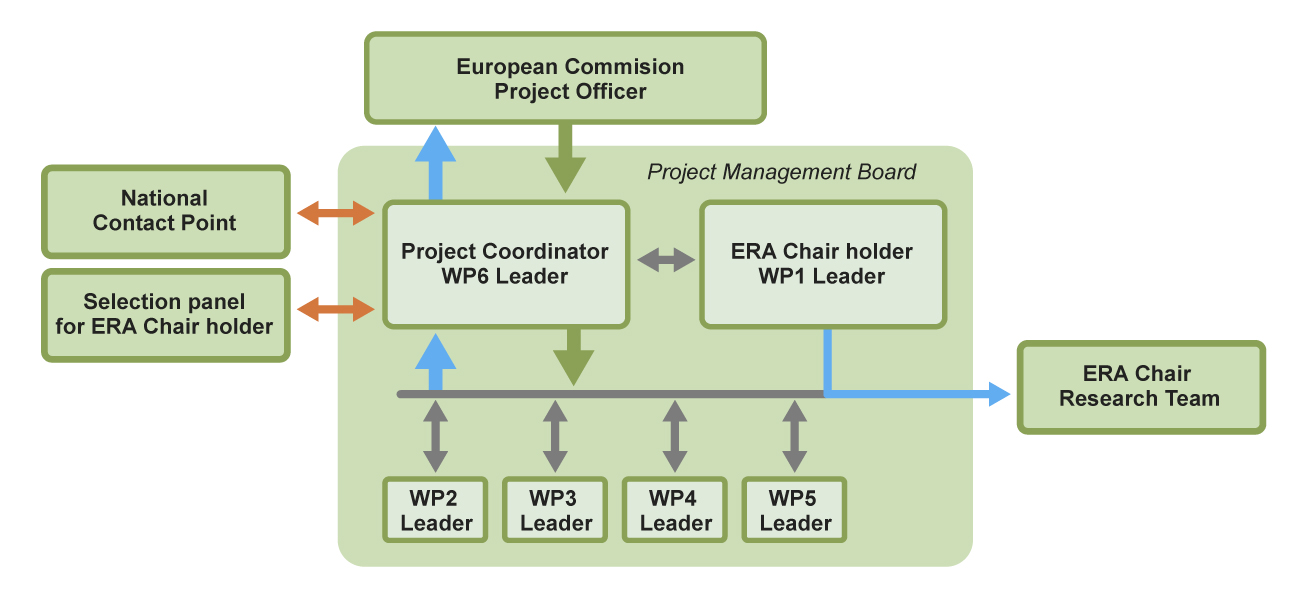 European Commision
Project Officer
Project Management Board
National
Contact Point
Selection panel
for ERA Chair holder
Project Coordinator
WP6 Leader
ERA Chair holder
WP1 Leader
ERA Chair
Research Team
WP2
Leader
WP3
Leader
WP4
Leader
WP5
Leader